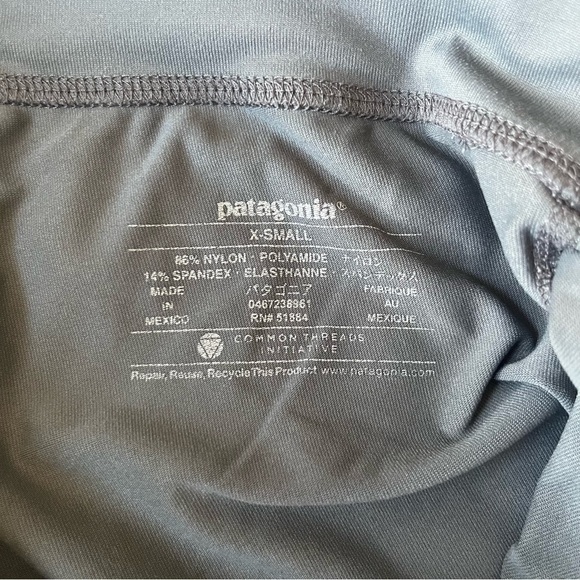 patagonia®
X-SMALL
86% NYLON · POLYAMIDE · ナイロン
14% SPANDEX · ELASTHANNE · スパンデックス
MADE パタゴニア FABRIQUÉ
IN 0467238961 AU
MEXICO RN# 51884 MEXIQUE
COMMON THREADS
INITIATIVE
Repair, Reuse, Recycle This Product www.patagonia.com